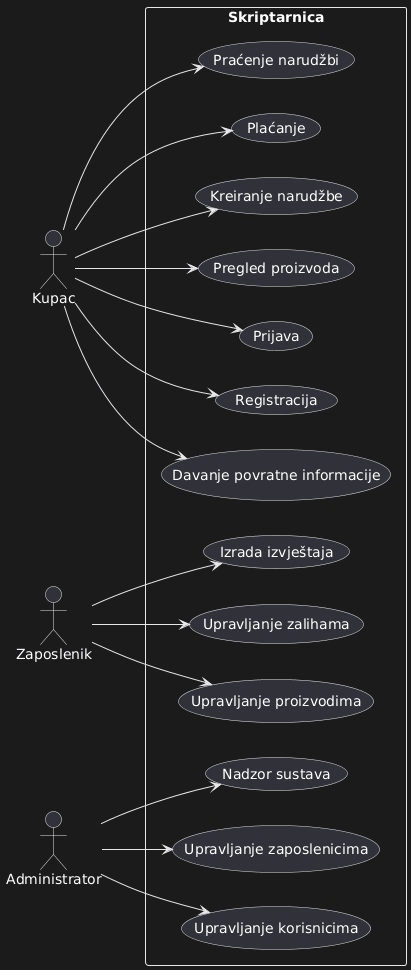 Skriptarnica
Praćenje narudžbi
Plaćanje
Kreiranje narudžbe
Pregled proizvoda
Kupac
Prijava
Registracija
Davanje povratne informacije
Izrada izvještaja
Upravljanje zalihama
Zaposlenik
Upravljanje proizvodima
Nadzor sustava
Upravljanje zaposlenicima
Administrator
Upravljanje korisnicima